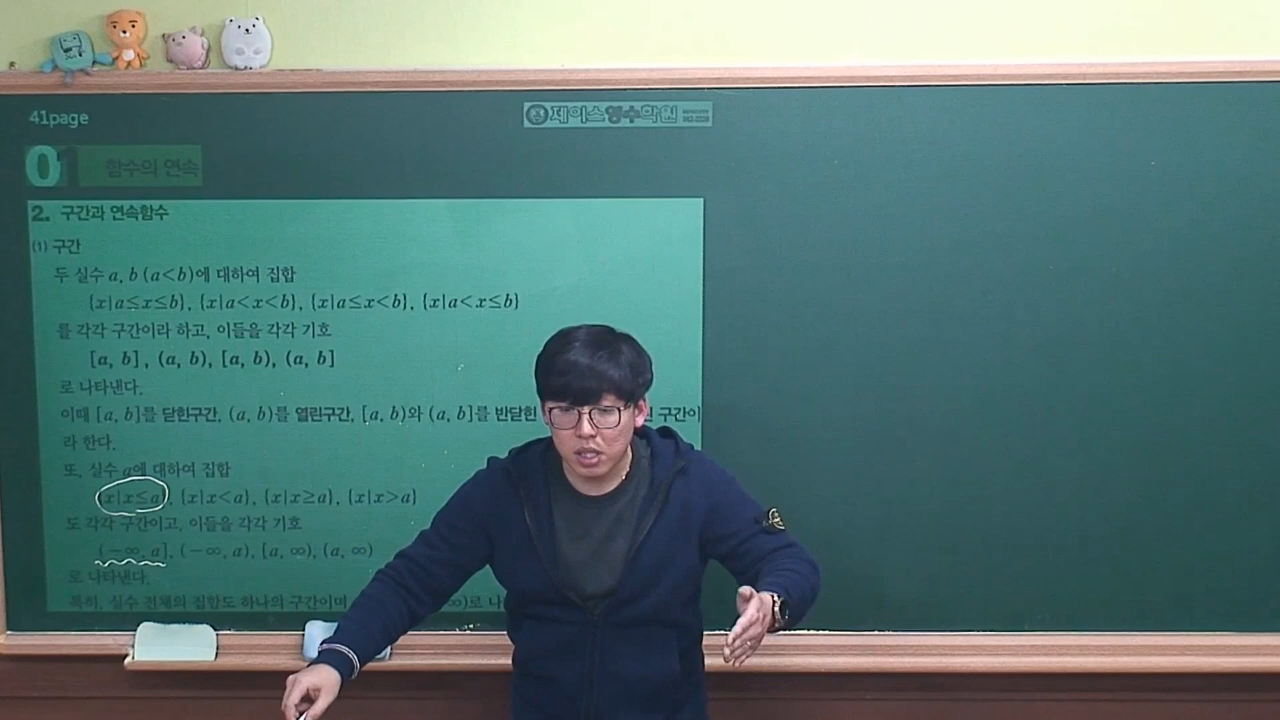 41page
제이스영수학원
01 함수의 연속
2. 구간과 연속함수
(1) 구간
두 실수 a, b (a<b)에 대하여 집합
{x|a≤x≤b}, {x|a<x<b}, {x|a≤x<b}, {x|a<x≤b}
를 각각 구간이라 하고, 이들을 각각 기호
[a, b], (a, b), [a, b), (a, b]
로 나타낸다.
이때 [a, b]를 닫힌구간, (a, b)를 열린구간, [a, b)와 (a, b]를 반닫힌 구간이
라 한다.
또, 실수 a에 대하여 집합
{x|x≤a}, {x|x<a}, {x|x≥a}, {x|x>a}
도 각각 구간이고, 이들을 각각 기호
(-∞, a], (-∞, a), [a, ∞), (a, ∞)
로 나타낸다.
특히, 실수 전체의 집합도 하나의 구간이며 ∞)로 나